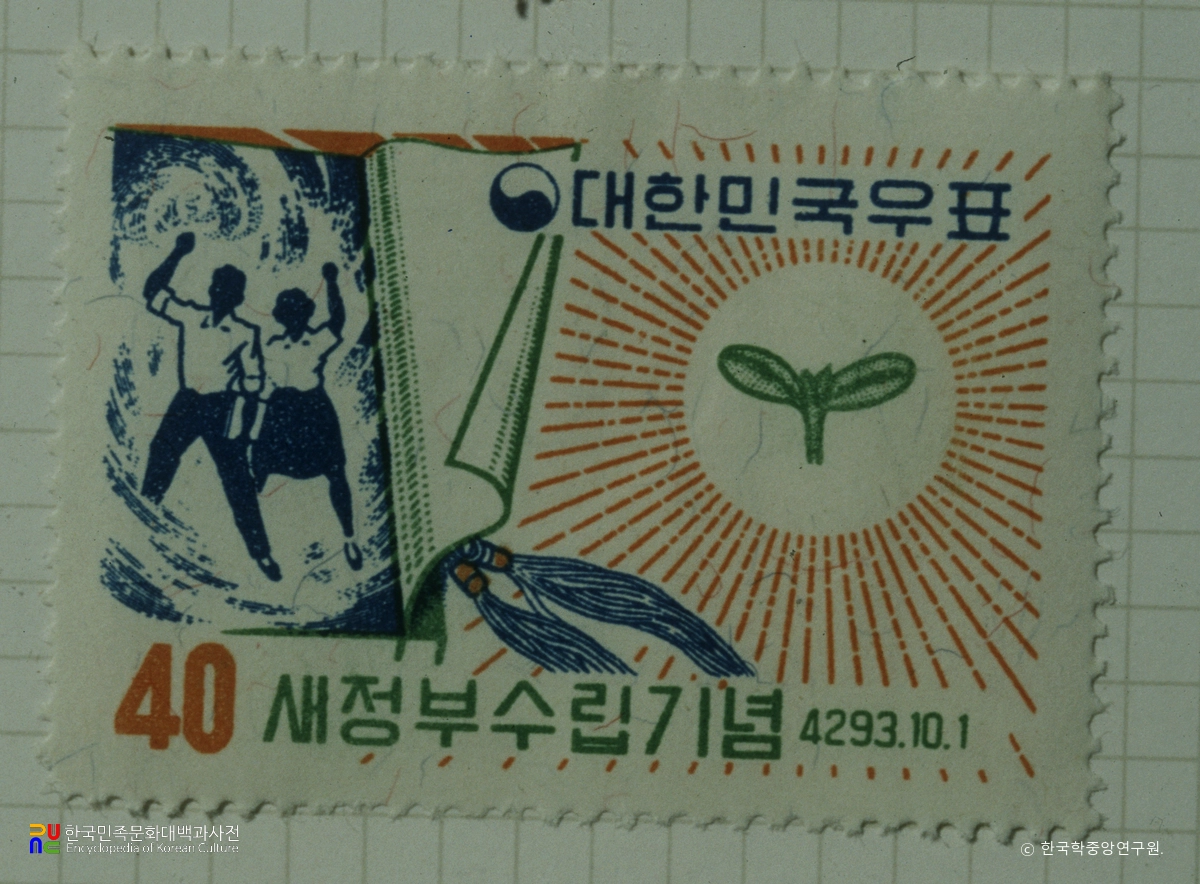 대한민국우표
40 새정부수립기념 4293.10.1
한국민족문화대백과사전
Encyclopedia of Korean Culture
© 한국학중앙연구원.